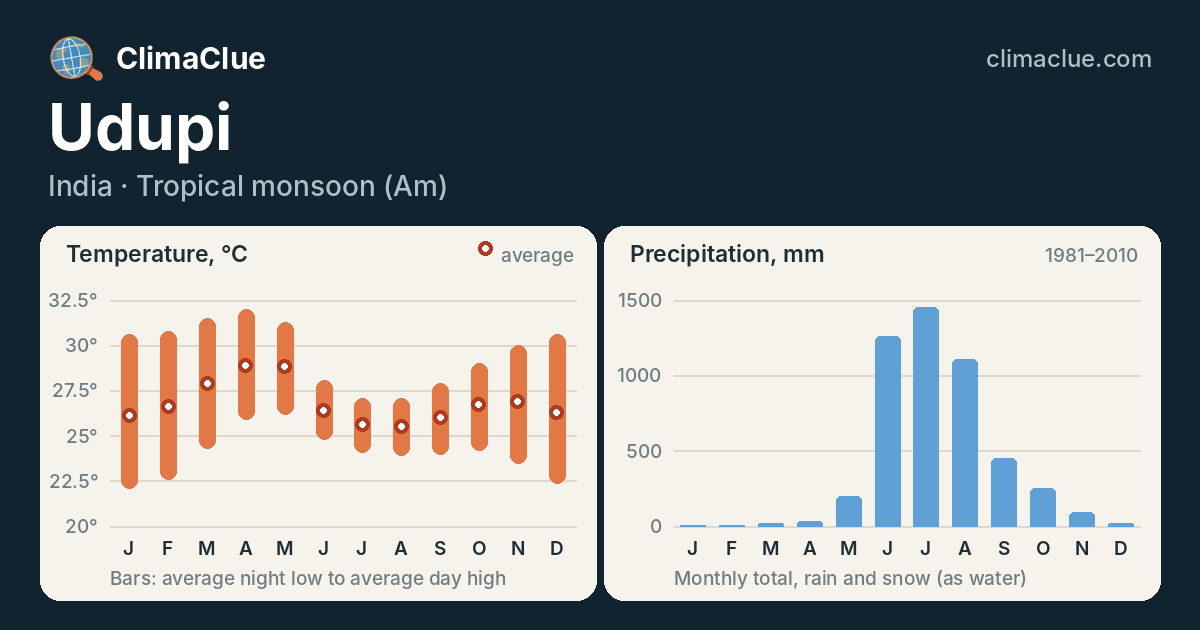 ClimaClue
climaclue.com
Udupi
India · Tropical monsoon (Am)
Temperature, °C
average
32.5°
30°
27.5°
25°
22.5°
20°
J F M A M J J A S O N D
Bars: average night low to average day high
Precipitation, mm
1981–2010
1500
1000
500
0
J F M A M J J A S O N D
Monthly total, rain and snow (as water)